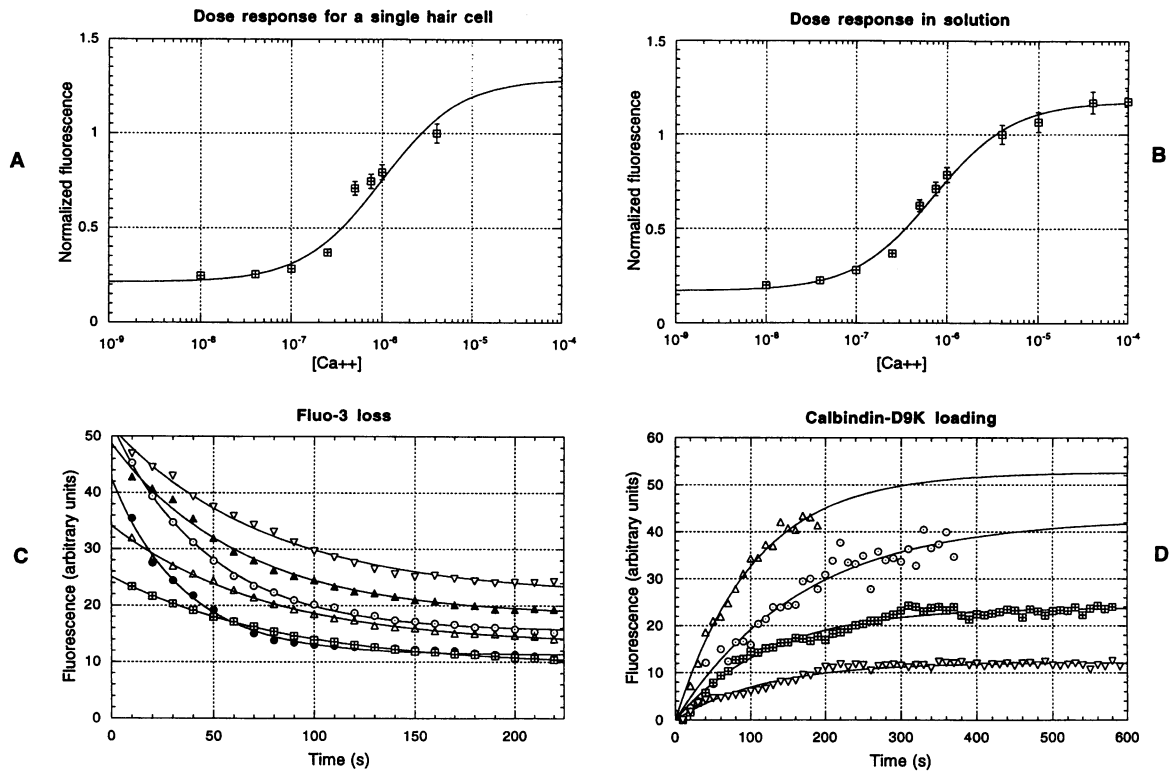 Dose response for a single hair cell
A
Normalized fluorescence
1.5
1
0.5
0
10-9
10-8
10-7
10-6
10-5
10-4
[Ca++]
Dose response in solution
B
Normalized fluorescence
1.5
1
0.5
0
10-9
10-8
10-7
10-6
10-5
10-4
[Ca++]
Fluo-3 loss
C
Fluorescence (arbitrary units)
50
40
30
20
10
0
0
50
100
150
200
Time (s)
Calbindin-D9K loading
D
Fluorescence (arbitrary units)
60
50
40
30
20
10
0
0
100
200
300
400
500
600
Time (s)